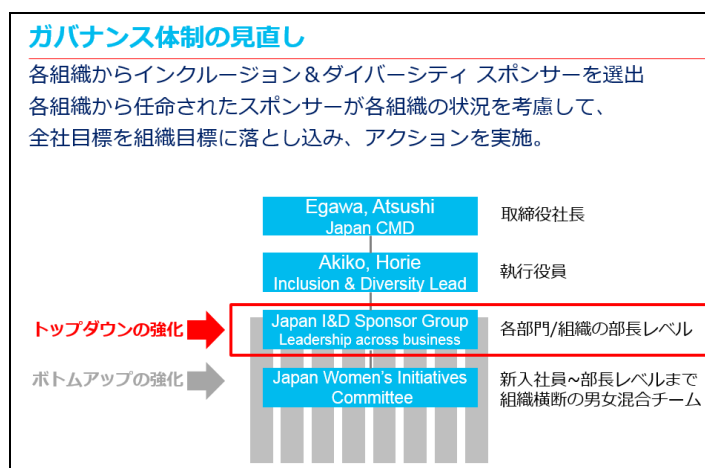 ガバナンス体制の見直し
各組織からインクルージョン＆ダイバーシティ スポンサーを選出
各組織から任命されたスポンサーが各組織の状況を考慮して、
全社目標を組織目標に落とし込み、アクションを実施。
Egawa, Atsushi
Japan CMD
取締役社長
Akiko, Horie
Inclusion & Diversity Lead
執行役員
トップダウンの強化
Japan I&D Sponsor Group
Leadership across business
各部門/組織の部長レベル
ボトムアップの強化
Japan Women's Initiatives
Committee
新入社員~部長レベルまで
組織横断の男女混合チーム